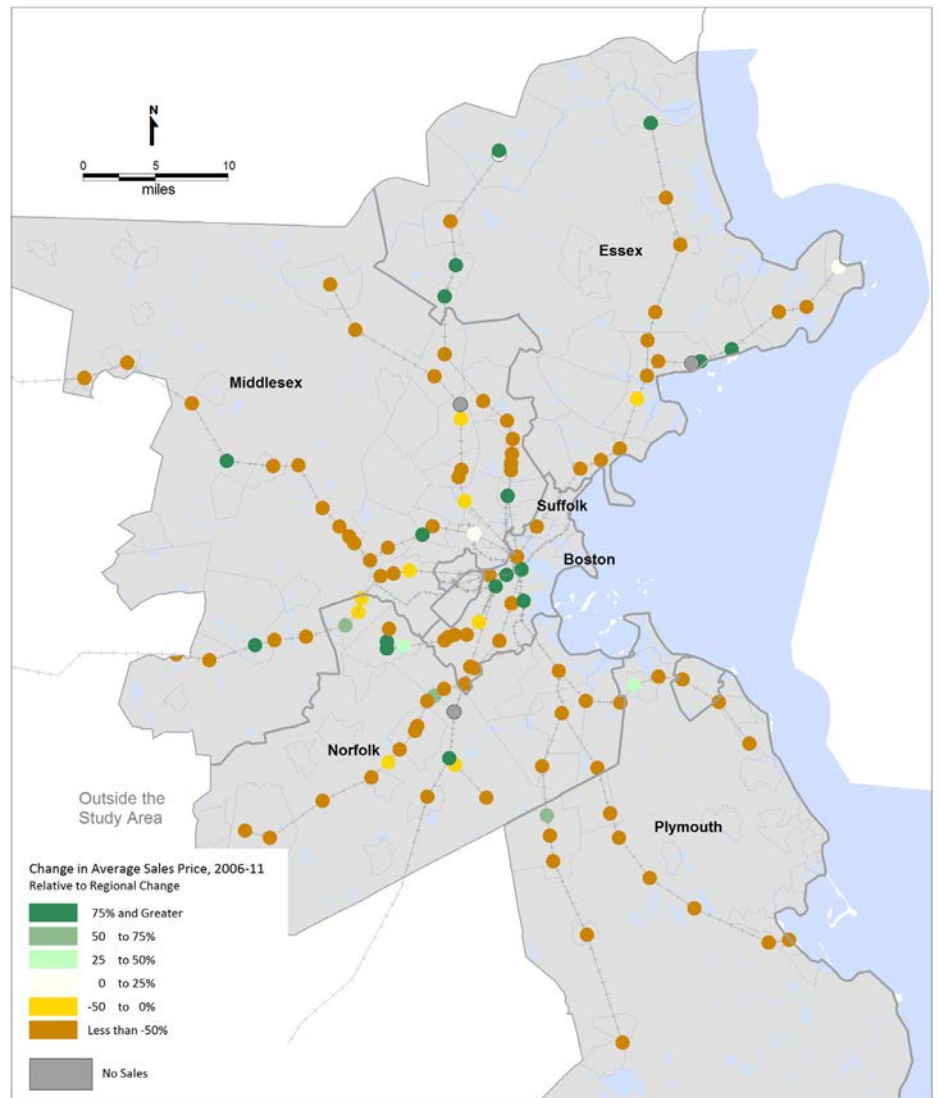 N
0 5 10
miles
Essex
Middlesex
Suffolk
Boston
Norfolk
Outside the
Study Area
Plymouth
Change in Average Sales Price, 2006-11
Relative to Regional Change
75% and Greater
50 to 75%
25 to 50%
0 to 25%
-50 to 0%
Less than -50%
No Sales